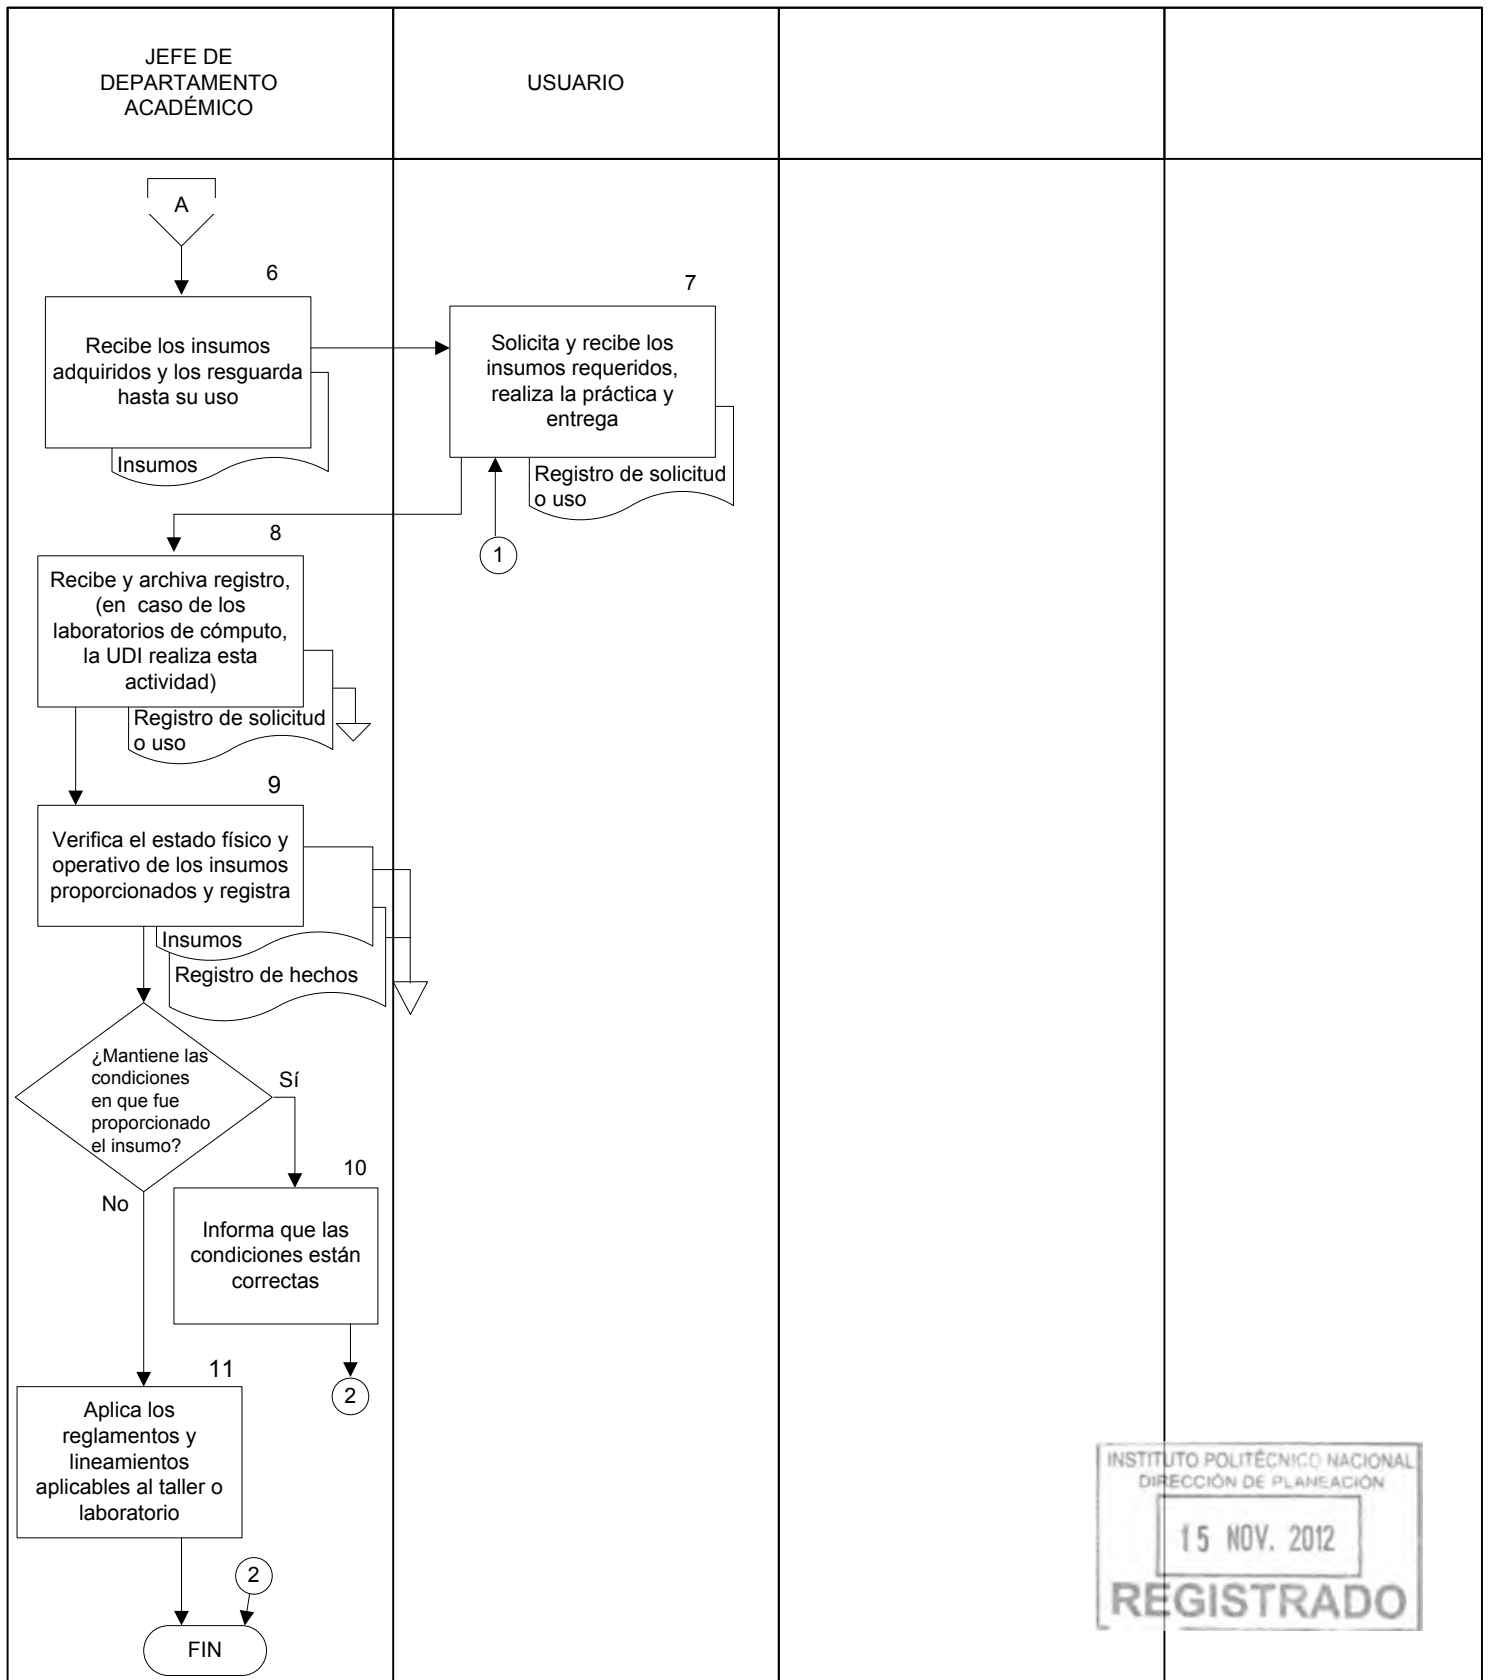 JEFE DE
DEPARTAMENTO
ACADÉMICO
USUARIO
A
6
Recibe los insumos
adquiridos y los resguarda
hasta su uso
Insumos
7
Solicita y recibe los
insumos requeridos,
realiza la práctica y
entrega
Registro de solicitud
o uso
1
8
Recibe y archiva registro,
(en caso de los
laboratorios de cómputo,
la UDI realiza esta
actividad)
Registro de solicitud
o uso
9
Verifica el estado físico y
operativo de los insumos
proporcionados y registra
Insumos
Registro de hechos
¿Mantiene las
condiciones
en que fue
proporcionado
el insumo?
Sí
No
10
Informa que las
condiciones están
correctas
2
11
Aplica los
reglamentos y
lineamientos
aplicables al taller o
laboratorio
2
FIN
INSTITUTO POLITÉCNICO NACIONAL
DIRECCIÓN DE PLANEACIÓN
15 NOV. 2012
REGISTRADO